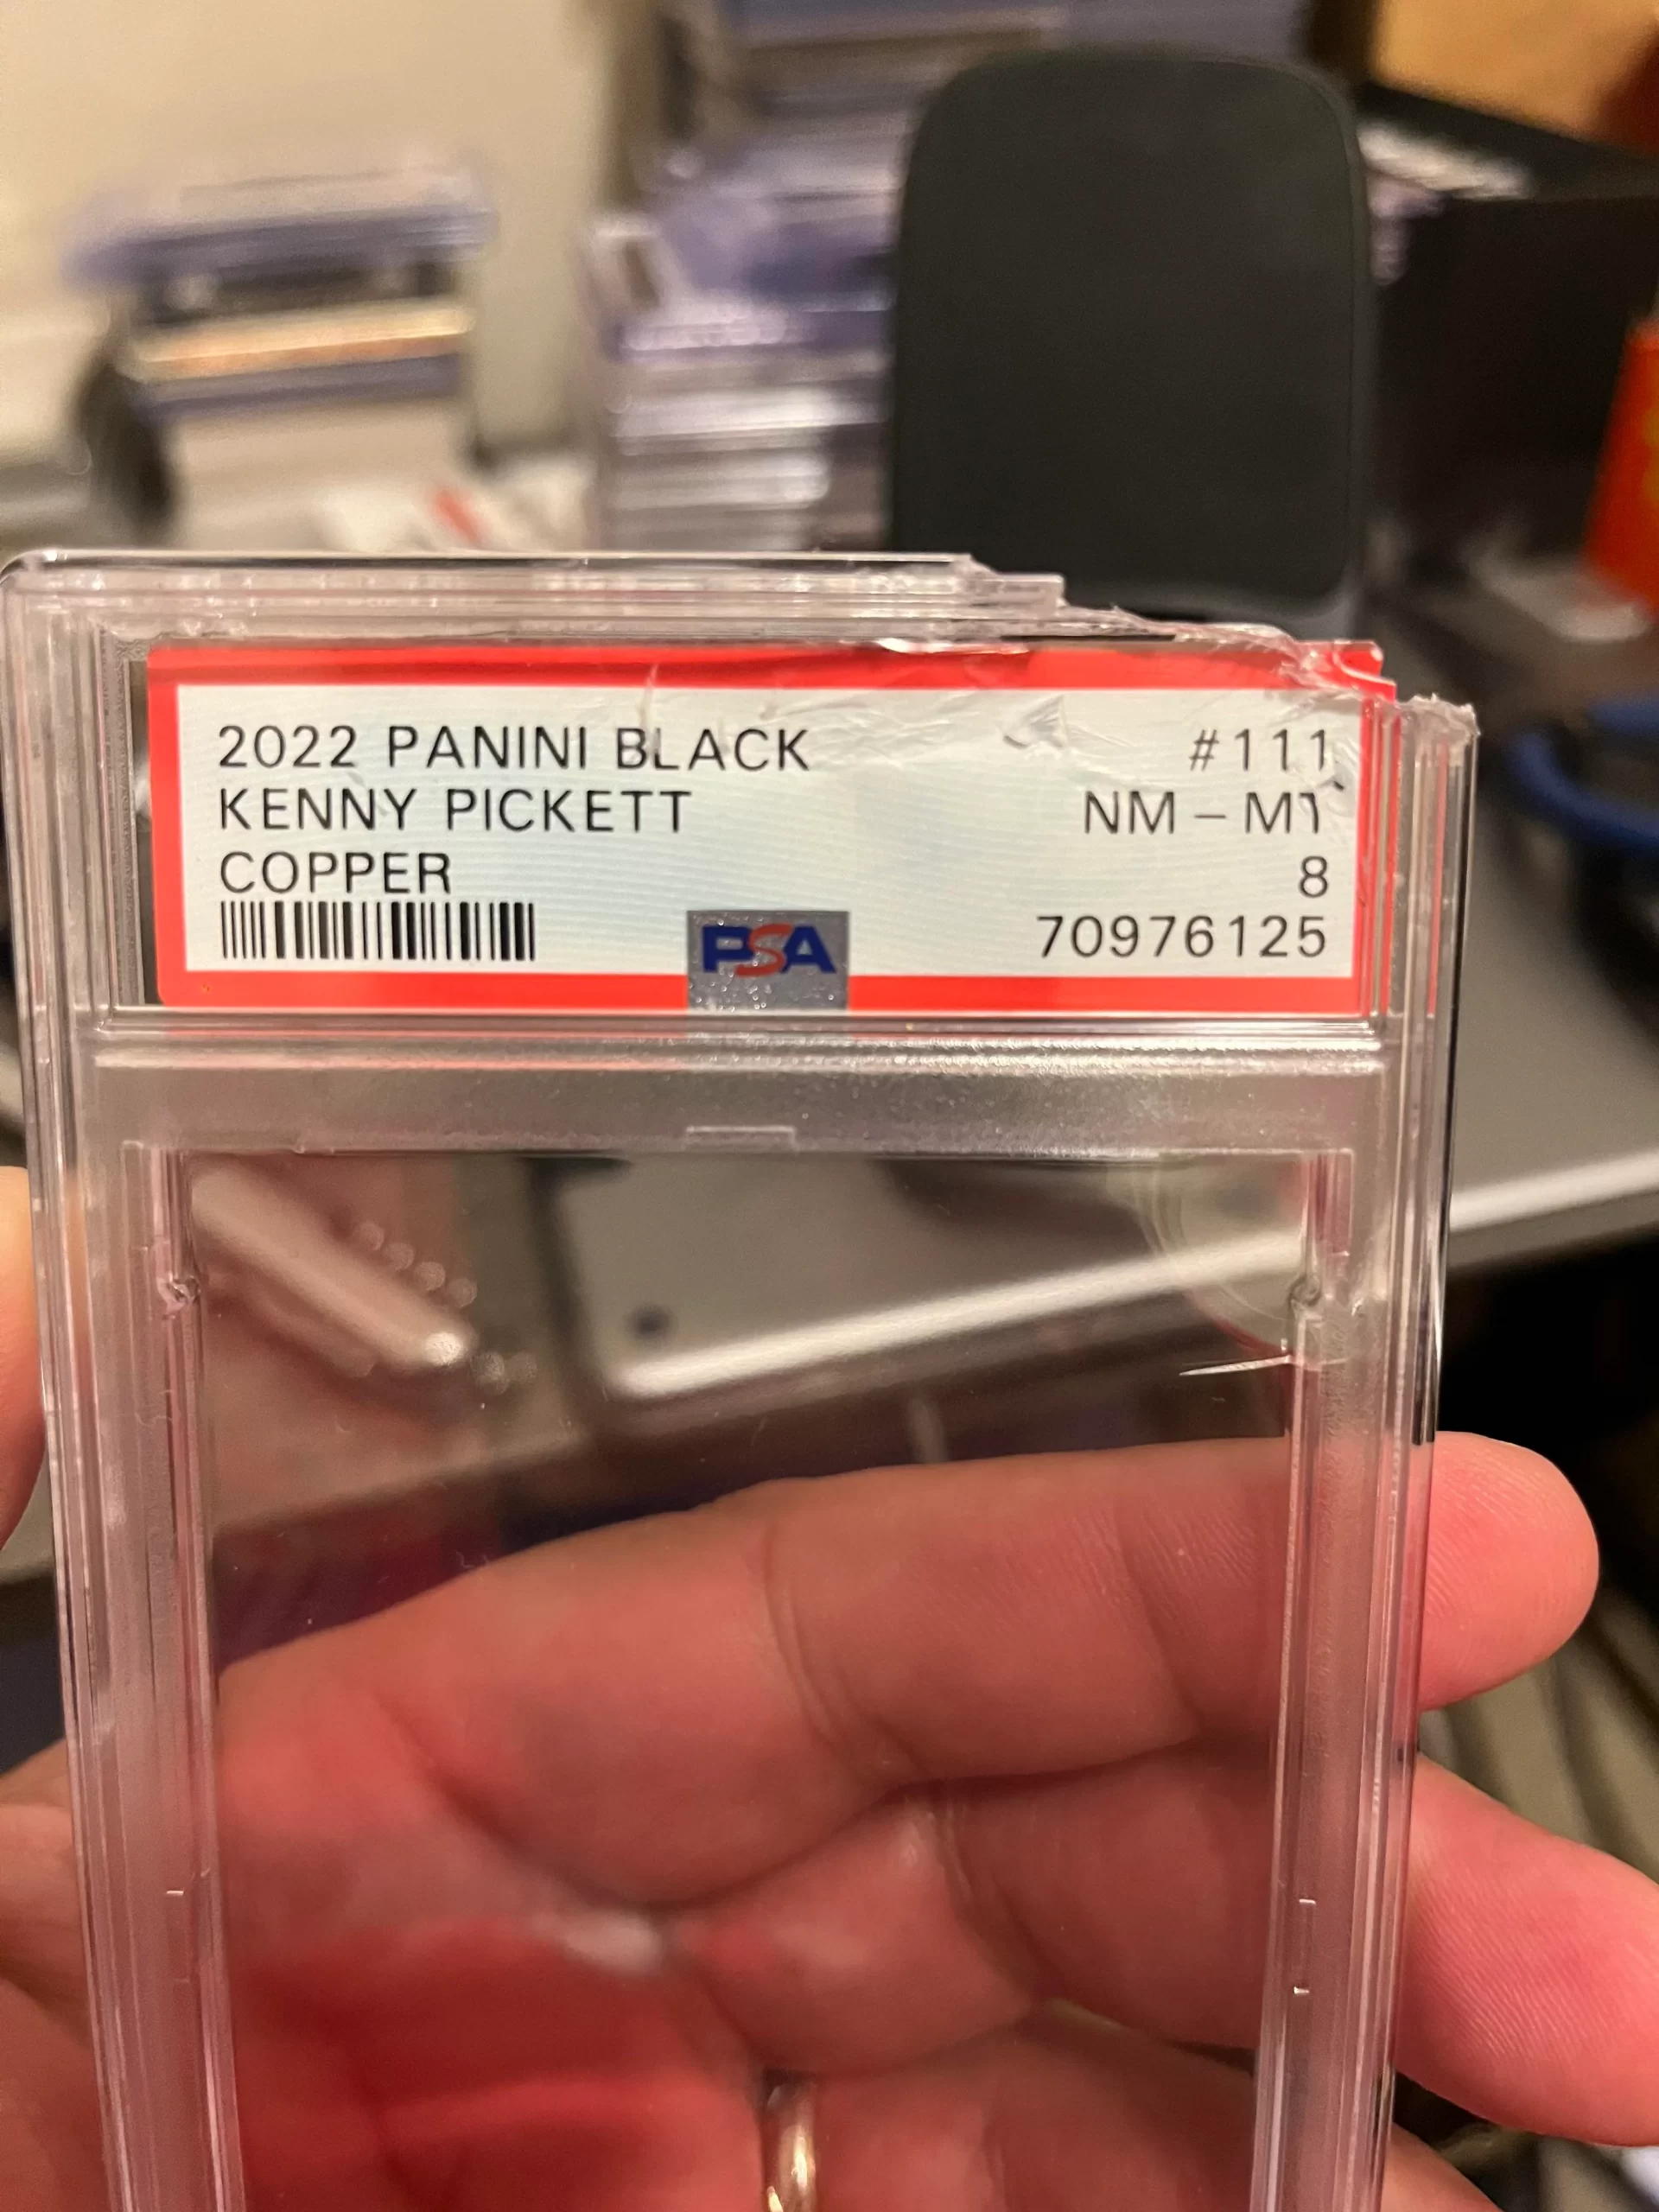 2022 PANINI BLACK #111
KENNY PICKETT NM - MT
COPPER 8
PSA 70976125